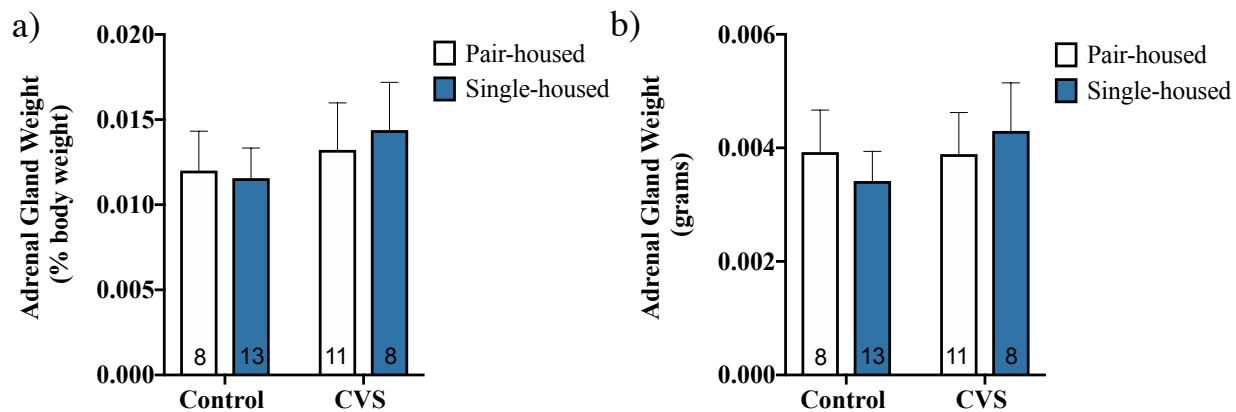 a)
Adrenal Gland Weight
(% body weight)
0.020
0.015
0.010
0.005
0.000
8
13
11
8
Control
CVS
Pair-housed
Single-housed
b)
Adrenal Gland Weight
(grams)
0.006
0.004
0.002
0.000
8
13
11
8
Control
CVS
Pair-housed
Single-housed